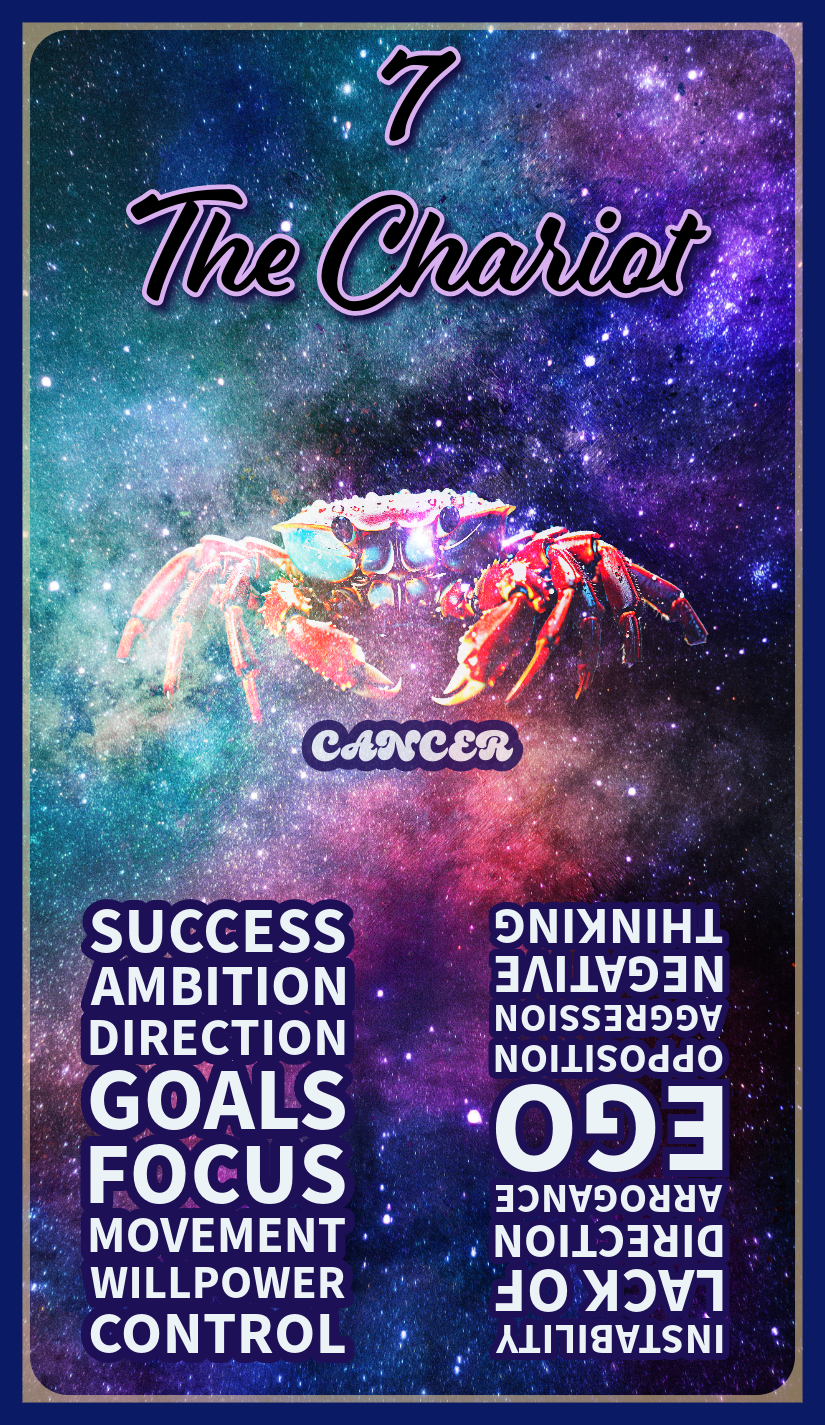 7
The Chariot
CANCER
SUCCESS
AMBITION
DIRECTION
GOALS
FOCUS
MOVEMENT
WILLPOWER
CONTROL
INSTABILITY
LACK OF
DIRECTION
ARROGANCE
EGO
OPPOSITION
AGGRESSION
NEGATIVE
THINKING